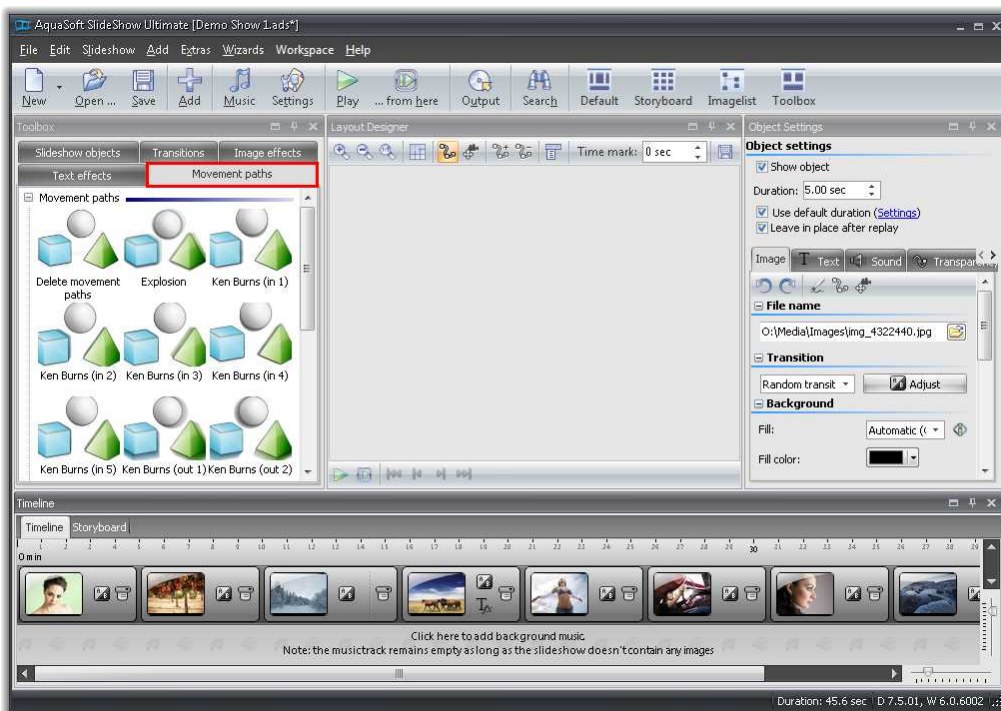 AquaSoft SlideShow Ultimate [Demo Show 1.ads*]
File Edit Slideshow Add Extras Wizards Workspace Help
New Open ... Save Add Music Settings Play ... from here Output Search Default Storyboard Imagelist Toolbox
Toolbox
Slideshow objects Transitions Image effects
Text effects Movement paths
Movement paths
Delete movement paths
Explosion
Ken Burns (in 1)
Ken Burns (in 2) Ken Burns (in 3) Ken Burns (in 4)
Ken Burns (in 5) Ken Burns (out 1) Ken Burns (out 2)
Layout Designer
Time mark: 0 sec
Object Settings
Object settings
Show object
Duration: 5.00 sec
Use default duration (Settings)
Leave in place after replay
Image T Text Sound Transparency
File name
O:\Media\Images\img_4322440.jpg
Transition
Random transit Adjust
Background
Fill: Automatic (
Fill color:
Timeline
Timeline Storyboard
0 min
30
Click here to add background music.
Note: the musictrack remains empty as long as the slideshow doesn't contain any images
Duration: 45.6 sec D 7.5.01, W 6.0.6002